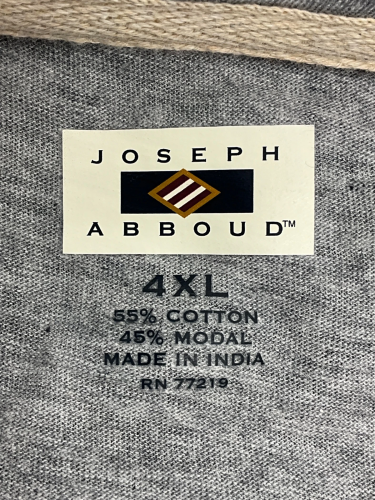 JOSEPH
ABBOUD™
4XL
55% COTTON
45% MODAL
MADE IN INDIA
RN 77219